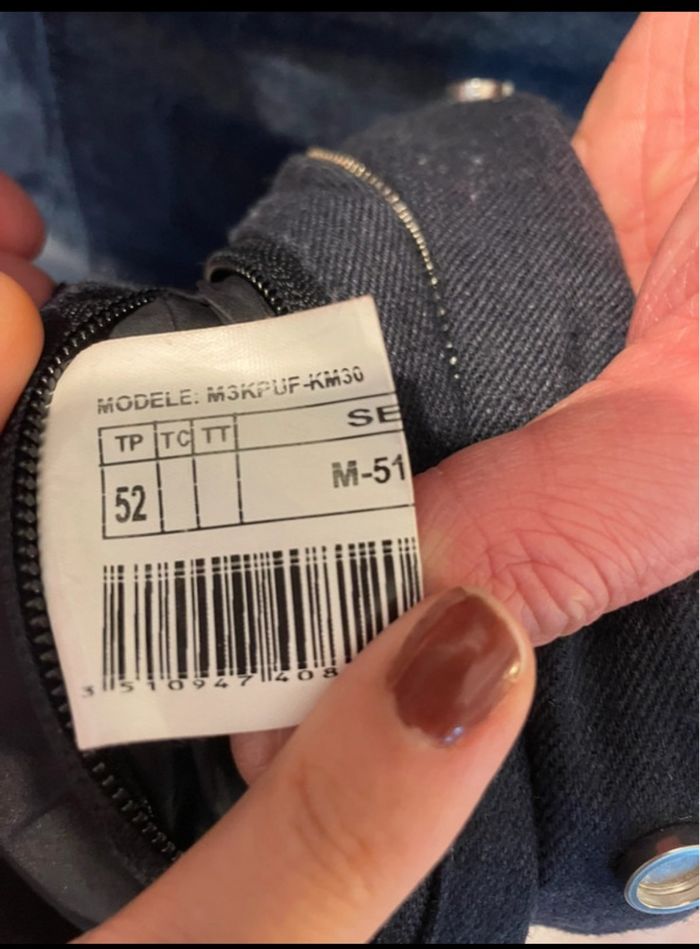 MODELE: M3KPUF-KM30
TP TC TT SE
52 M-51
3 510947 408